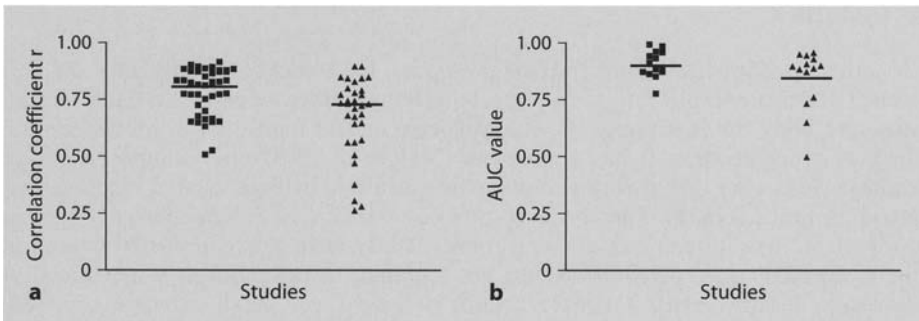 Correlation coefficient r
1.00
0.75
0.50
0.25
0
a
Studies
AUC value
1.00
0.75
0.50
0.25
0
b
Studies